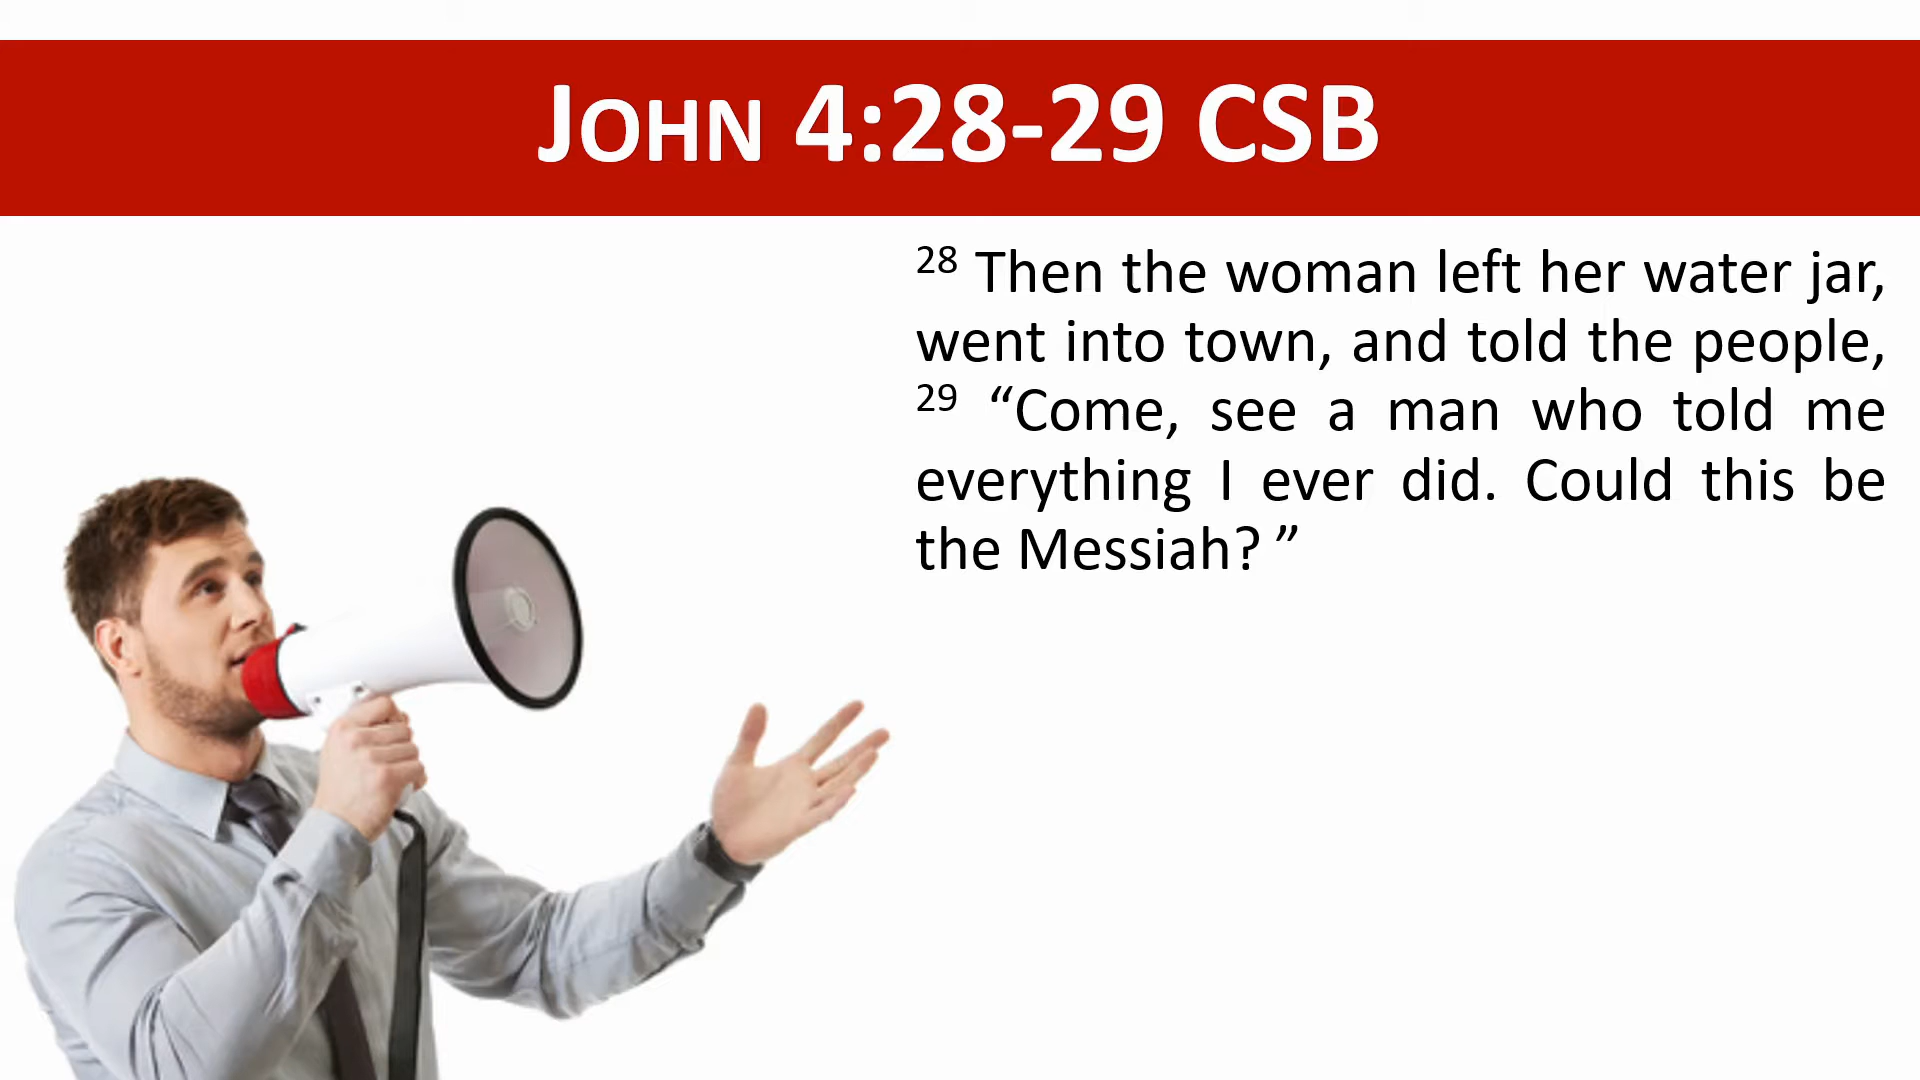 JOHN 4:28-29 CSB
28 Then the woman left her water jar,
went into town, and told the people,
29 “Come, see a man who told me
everything I ever did. Could this be
the Messiah? ”